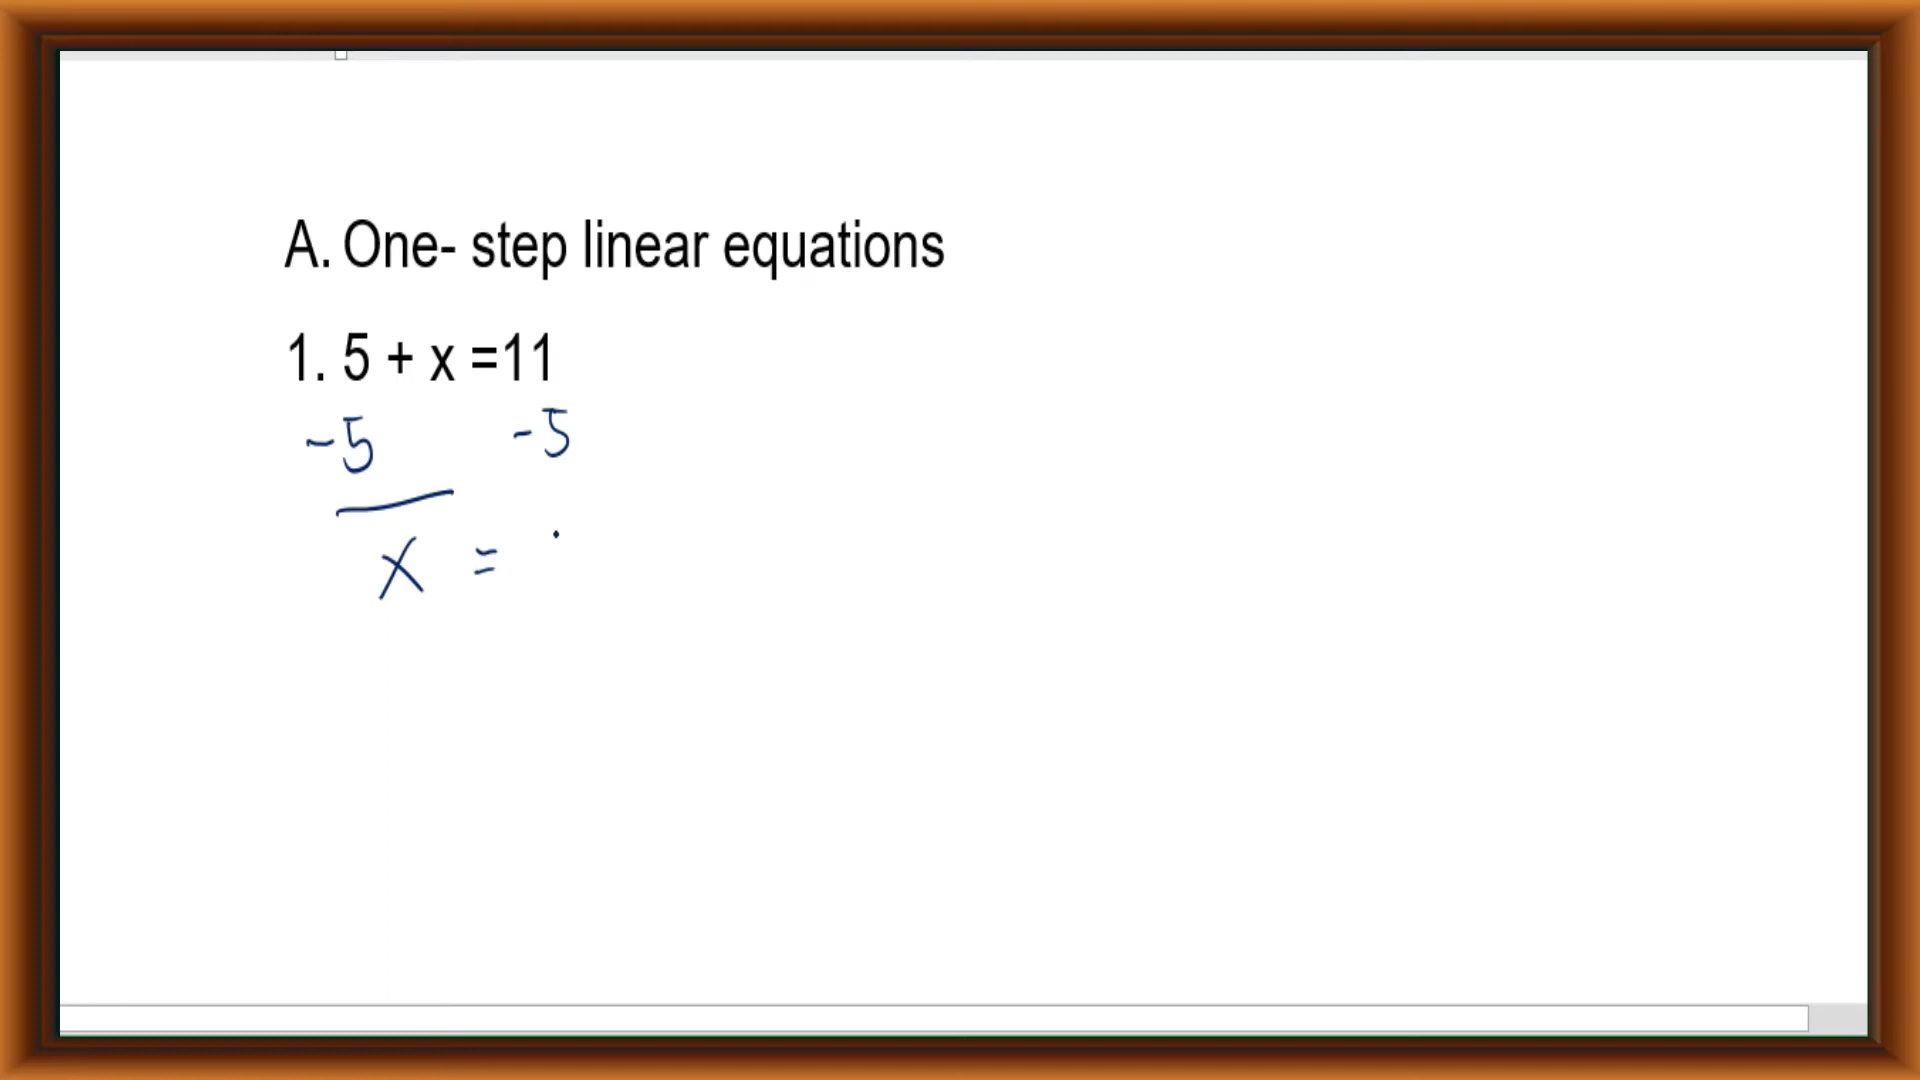 A. One- step linear equations
1. 5 + x =11
-5 -5
x =